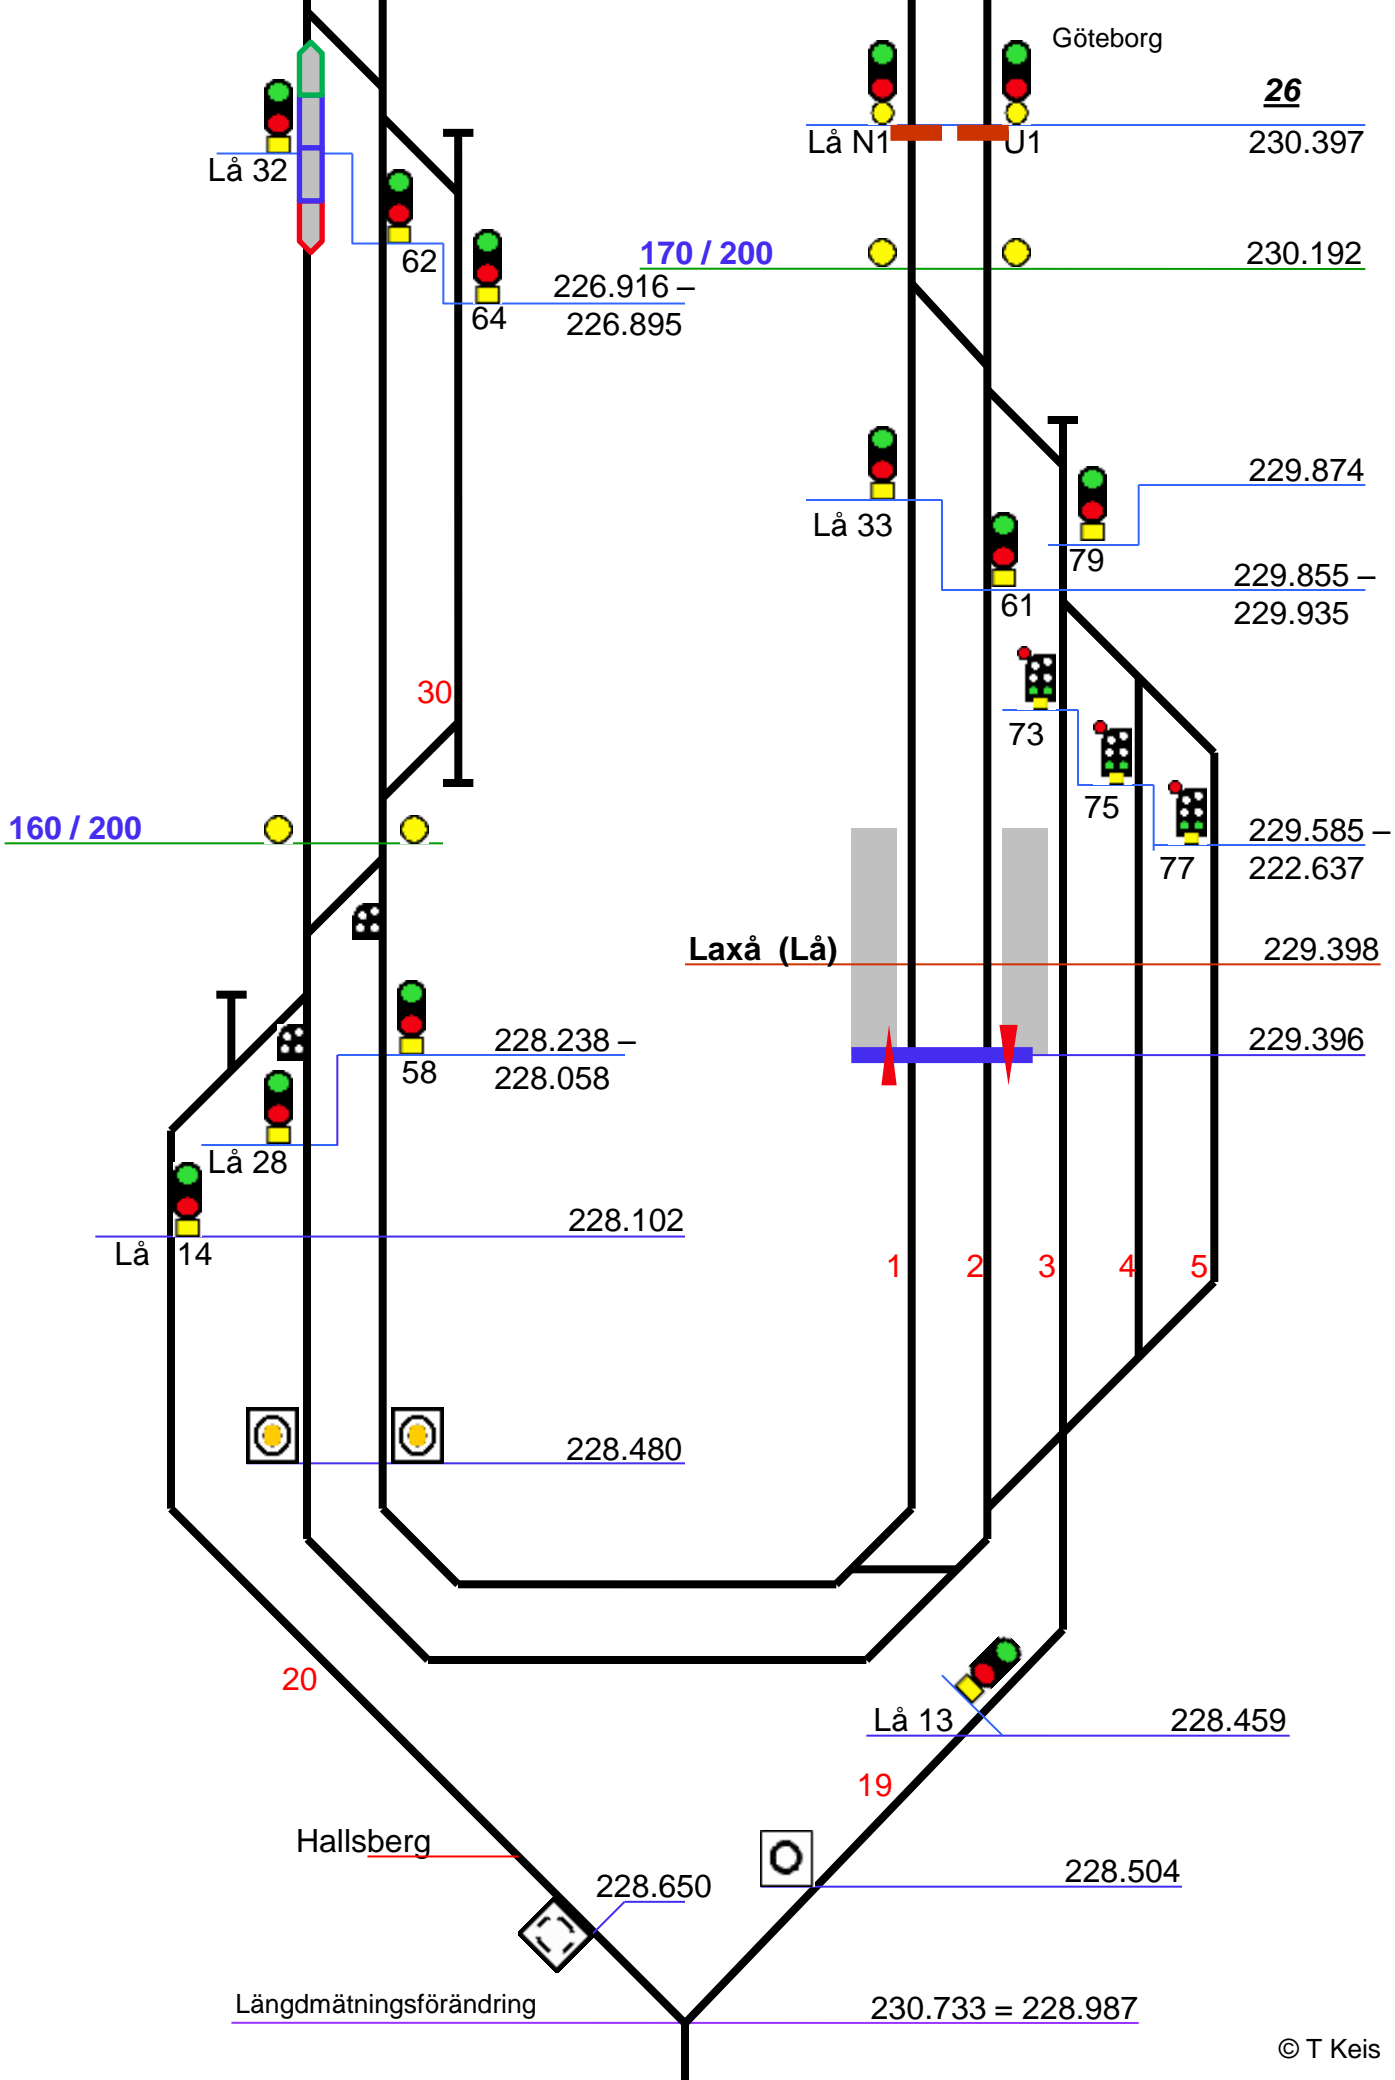 Göteborg
26
Lå N1
U1
230.397
Lå 32
62
64
226.916 –
226.895
170 / 200
230.192
229.874
Lå 33
79
61
229.855 –
229.935
30
73
75
77
229.585 –
222.637
160 / 200
Laxå (Lå)
229.398
229.396
228.238 –
228.058
58
Lå 28
228.102
Lå 14
1
2
3
4
5
228.480
20
Lå 13
228.459
19
Hallsberg
228.650
228.504
Längdmätningsförändring
230.733 = 228.987
© T Keis